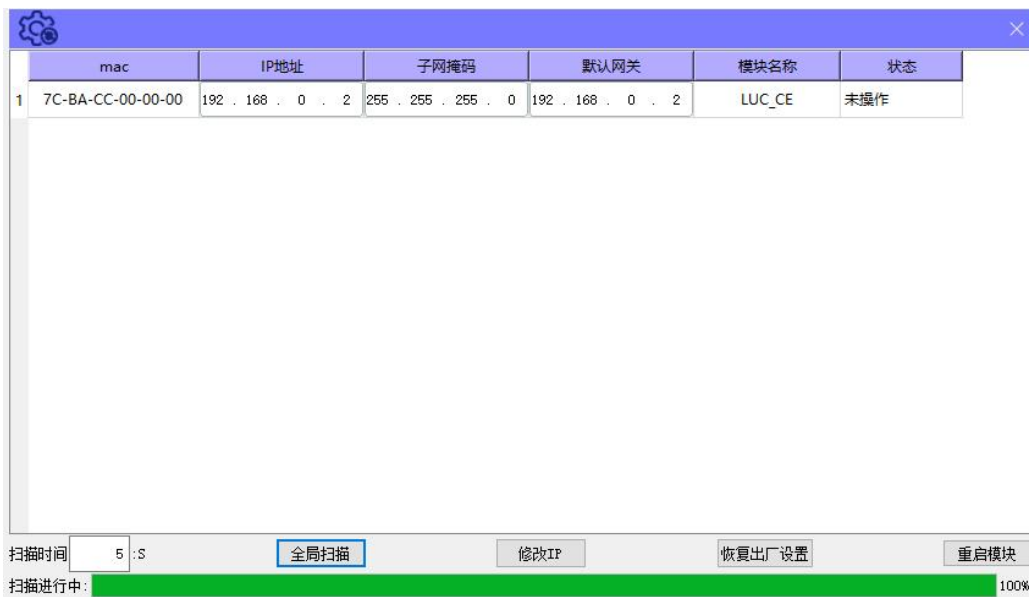 mac IP地址 子网掩码 默认网关 模块名称 状态
1 7C-BA-CC-00-00-00 192 . 168 . 0 . 2 255 . 255 . 255 . 0 192 . 168 . 0 . 2 LUC_CE 未操作
扫描时间 5 :S 全局扫描 修改IP 恢复出厂设置 重启模块
扫描进行中: 100%